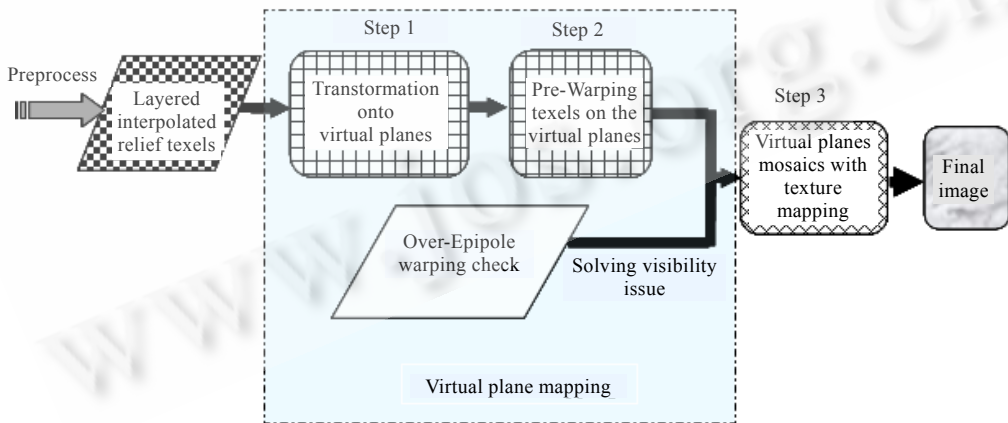 Step 1
Step 2
Preprocess
Layered
interpolated
relief texels
Transtormation
onto
virtual planes
Pre-Warping
texels on the
virtual planes
Step 3
Virtual planes
mosaics with
texture
mapping
Final
image
Over-Epipole
warping check
Solving visibility
issue
Virtual plane mapping